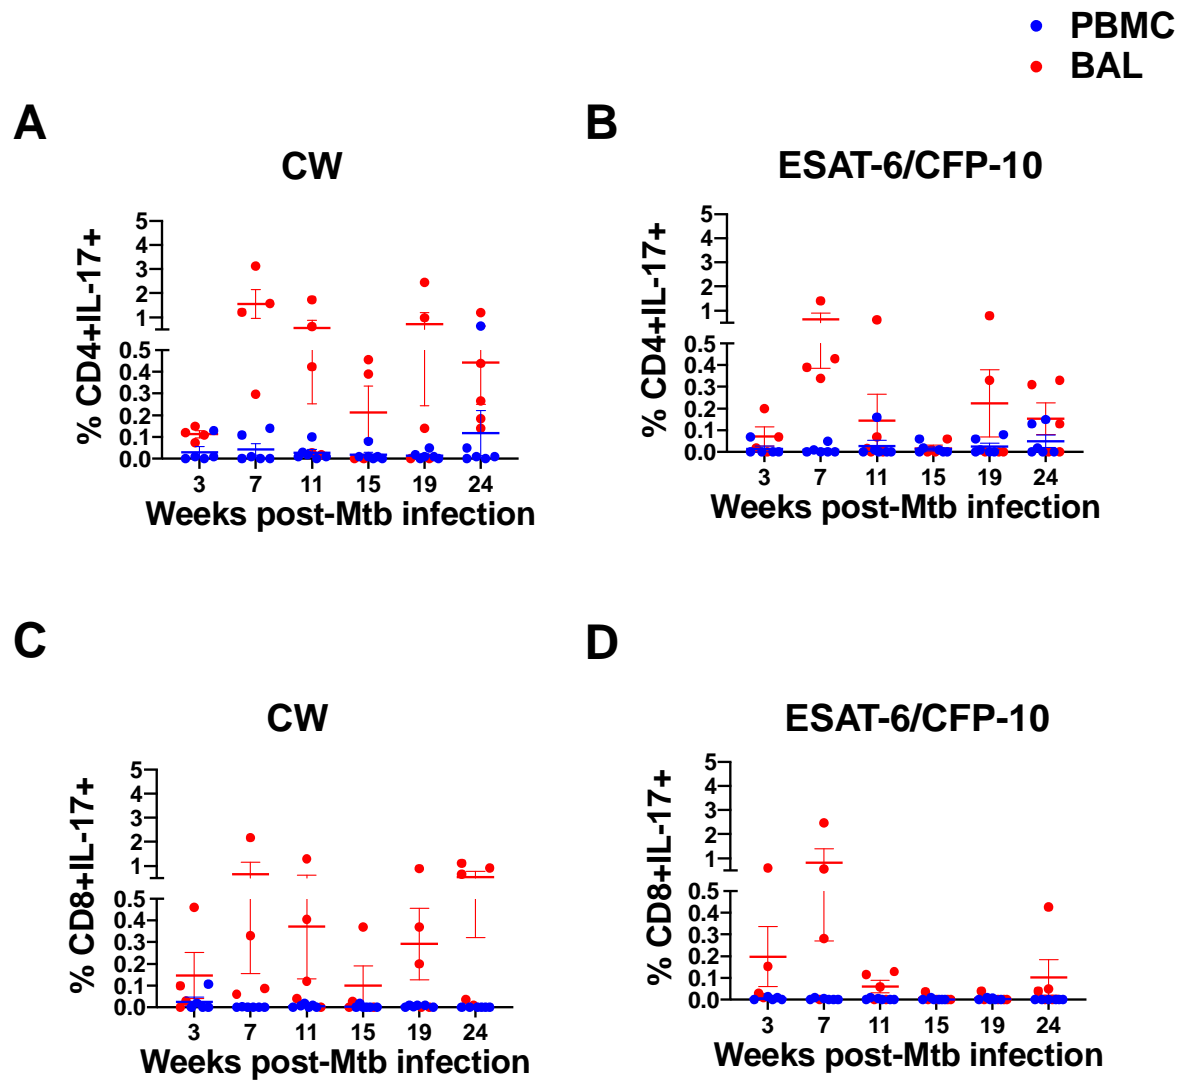 PBMC
BAL
A
CW
% CD4+IL-17+
5
4
3
2
1
0.5
0.4
0.3
0.2
0.1
0.0
3 7 11 15 19 24
Weeks post-Mtb infection
B
ESAT-6/CFP-10
% CD4+IL-17+
5
4
3
2
1
0.5
0.4
0.3
0.2
0.1
0.0
3 7 11 15 19 24
Weeks post-Mtb infection
C
CW
% CD8+IL-17+
5
4
3
2
1
0.5
0.4
0.3
0.2
0.1
0.0
3 7 11 15 19 24
Weeks post-Mtb infection
D
ESAT-6/CFP-10
% CD8+IL-17+
5
4
3
2
1
0.5
0.4
0.3
0.2
0.1
0.0
3 7 11 15 19 24
Weeks post-Mtb infection